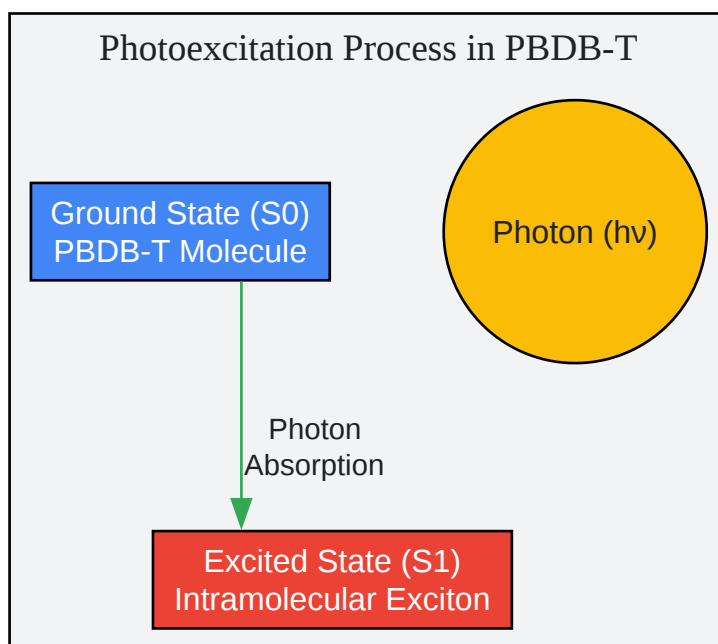 Photoexcitation Process in PBDB-T
Ground State (S0)
PBDB-T Molecule
Photon (hν)
Photon
Absorption
Excited State (S1)
Intramolecular Exciton